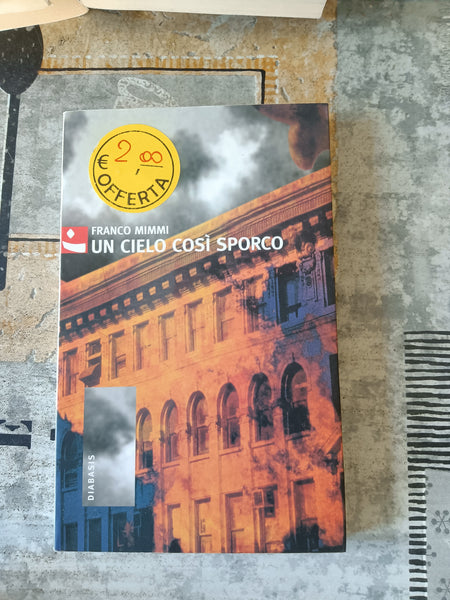 € 2,00
OFFERTA
FRANCO MIMMI
UN CIELO COSÌ SPORCO
DIABASIS